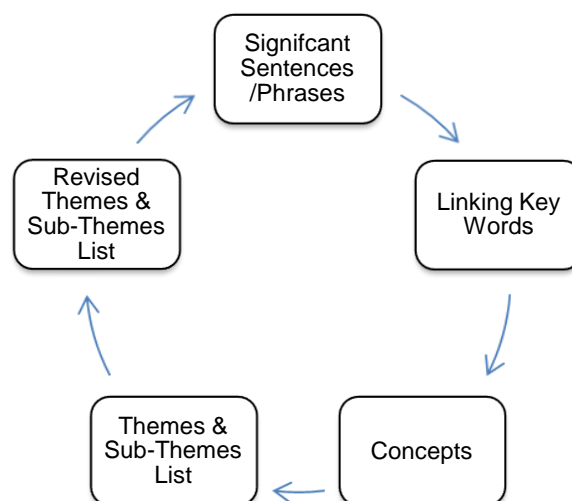 Signifcant
Sentences
/Phrases
Linking Key
Words
Concepts
Themes &
Sub-Themes
List
Revised
Themes &
Sub-Themes
List